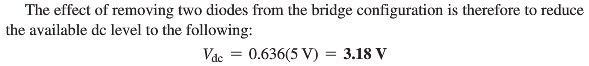 The effect of removing two diodes from the bridge configuration is therefore to reduce
the available dc level to the following:
Vdc = 0.636(5 V) = 3.18 V